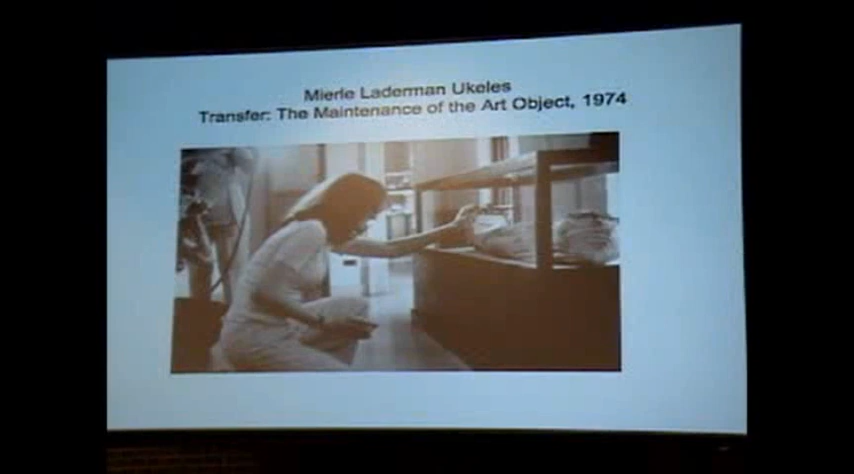 Mierle Laderman Ukeles
Transfer: The Maintenance of the Art Object, 1974